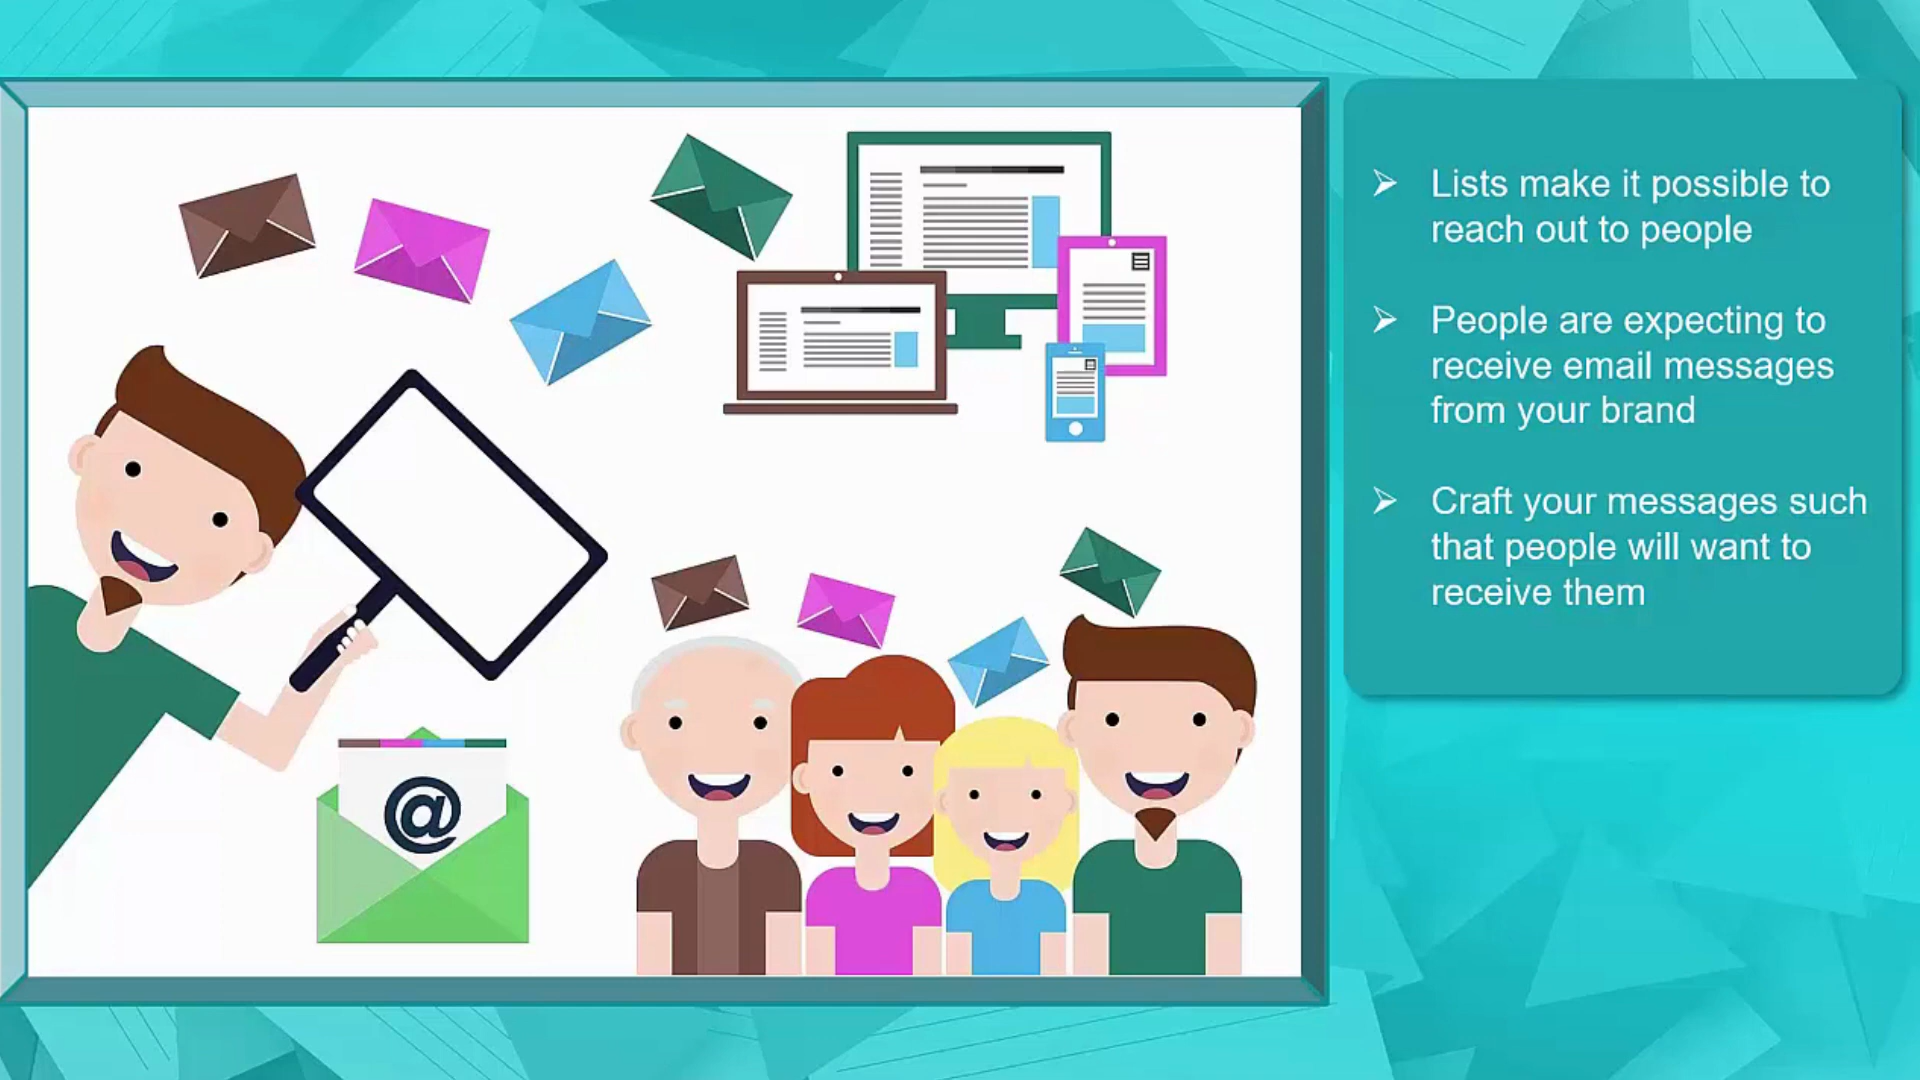 ➢ Lists make it possible to
reach out to people
➢ People are expecting to
receive email messages
from your brand
➢ Craft your messages such
that people will want to
receive them
@